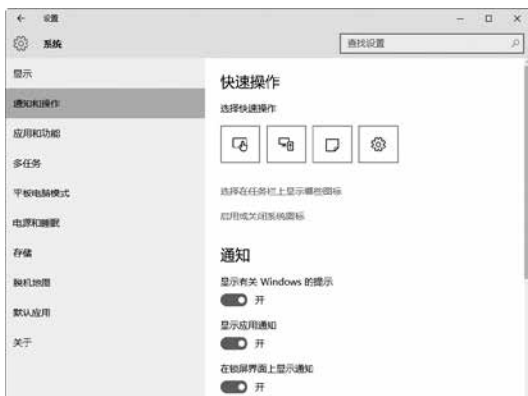 设置
系统
查找设置
显示
通知和操作
应用和功能
多任务
平板电脑模式
电源和睡眠
存储
脱机地图
默认应用
关于
快速操作
选择快速操作
选择在任务栏上显示哪些图标
启用或关闭系统图标
通知
显示有关 Windows 的提示
开
显示应用通知
开
在锁屏界面上显示通知
开